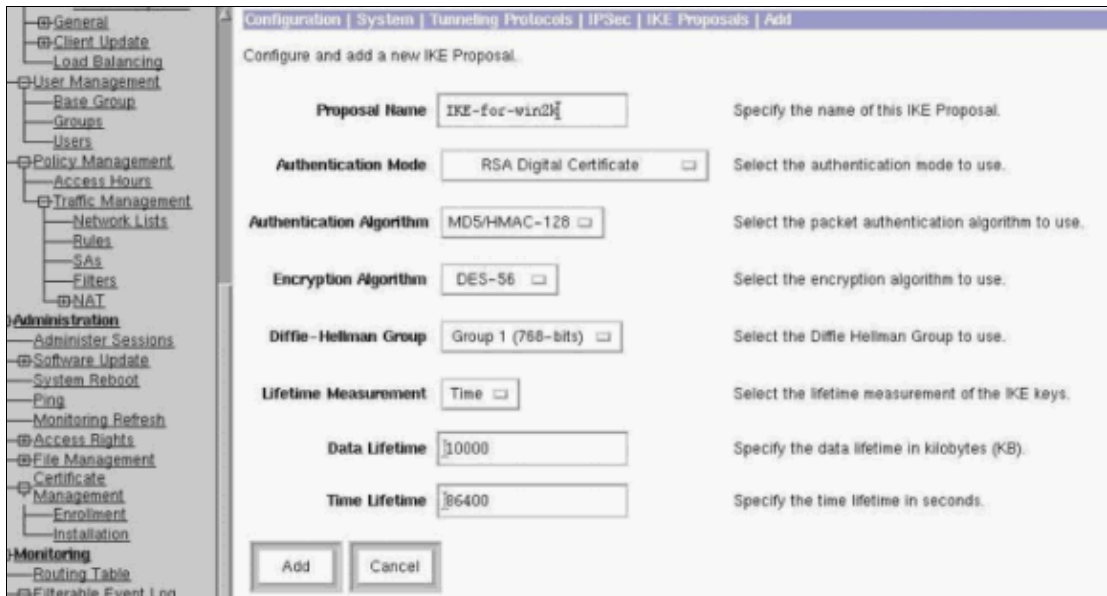 General
Client Update
Load Balancing
User Management
Base Group
Groups
Users
Policy Management
Access Hours
Traffic Management
Network Lists
Rules
SAs
Filters
NAT
Administration
Administer Sessions
Software Update
System Reboot
Ping
Monitoring Refresh
Access Rights
File Management
Certificate
Management
Enrollment
Installation
Monitoring
Routing Table
Filterable Event Log
Configuration | System | Tunneling Protocols | IPSec | IKE Proposals | Add
Configure and add a new IKE Proposal.
Proposal Name IKE-for-win2k Specify the name of this IKE Proposal.
Authentication Mode RSA Digital Certificate Select the authentication mode to use.
Authentication Algorithm MD5/HMAC-128 Select the packet authentication algorithm to use.
Encryption Algorithm DES-56 Select the encryption algorithm to use.
Diffie-Hellman Group Group 1 (768-bits) Select the Diffie Hellman Group to use.
Lifetime Measurement Time Select the lifetime measurement of the IKE keys.
Data Lifetime 10000 Specify the data lifetime in kilobytes (KB).
Time Lifetime 86400 Specify the time lifetime in seconds.
Add Cancel